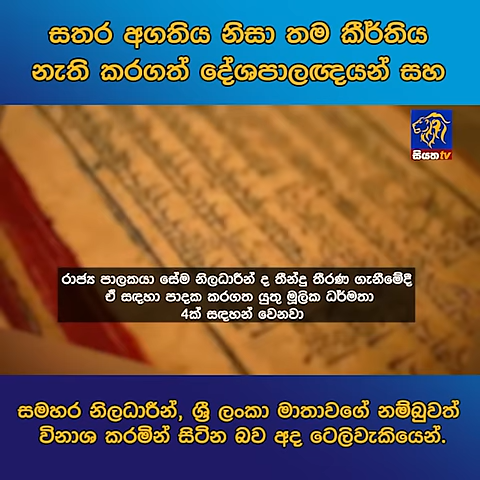 සතර අගතිය නිසා තම කීර්තිය
නැති කරගත් දේශපාලඥයන් සහ
සියත tv
රාජ්‍ය පාලකයා සේම නිලධාරීන් ද තීන්දු තීරණ ගැනීමේදී
ඒ සඳහා පාදක කරගත යුතු මූලික ධර්මතා
4ක් සඳහන් වෙනවා
සමහර නිලධාරීන්, ශ්‍රී ලංකා මාතාවගේ නම්බුවත්
විනාශ කරමින් සිටින බව අද ටෙලිවැකියෙන්.